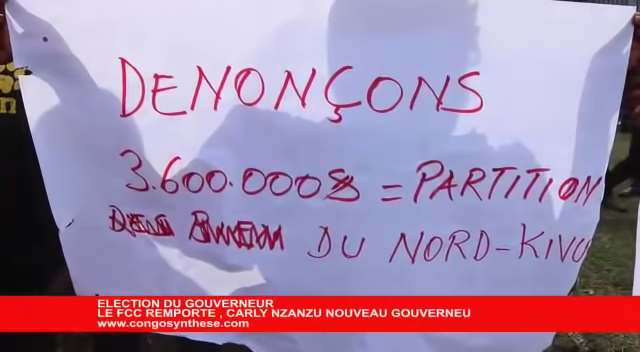 DENONÇONS
3.600.000$ = PARTITION
DU NORD-KIVU
ELECTION DU GOUVERNEUR
LE FCC REMPORTE , CARLY NZANZU NOUVEAU GOUVERNEU
www.congosynthese.com